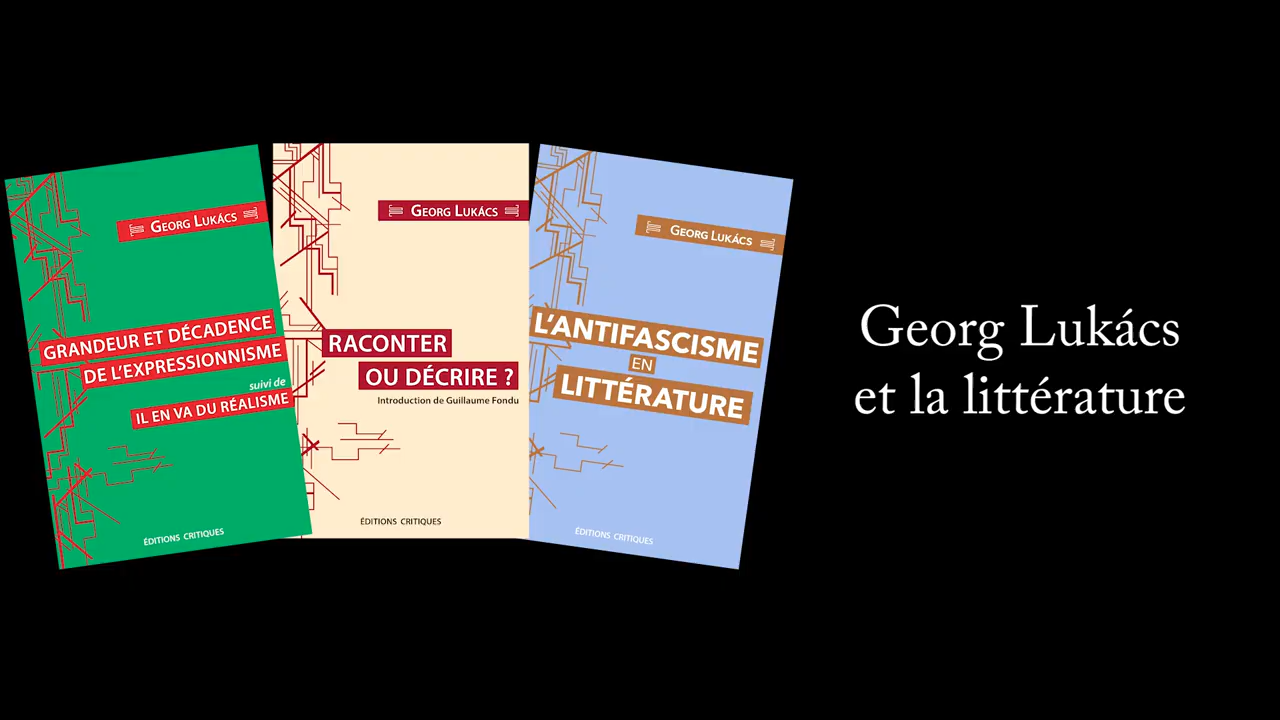 Georg Lukács
GRANDEUR ET DÉCADENCE
DE L'EXPRESSIONNISME
suivi de
IL EN VA DU RÉALISME
ÉDITIONS CRITIQUES
Georg Lukács
RACONTER
OU DÉCRIRE ?
Introduction de Guillaume Fondu
ÉDITIONS CRITIQUES
Georg Lukács
L'ANTIFASCISME
EN
LITTÉRATURE
ÉDITIONS CRITIQUES
Georg Lukács
et la littérature